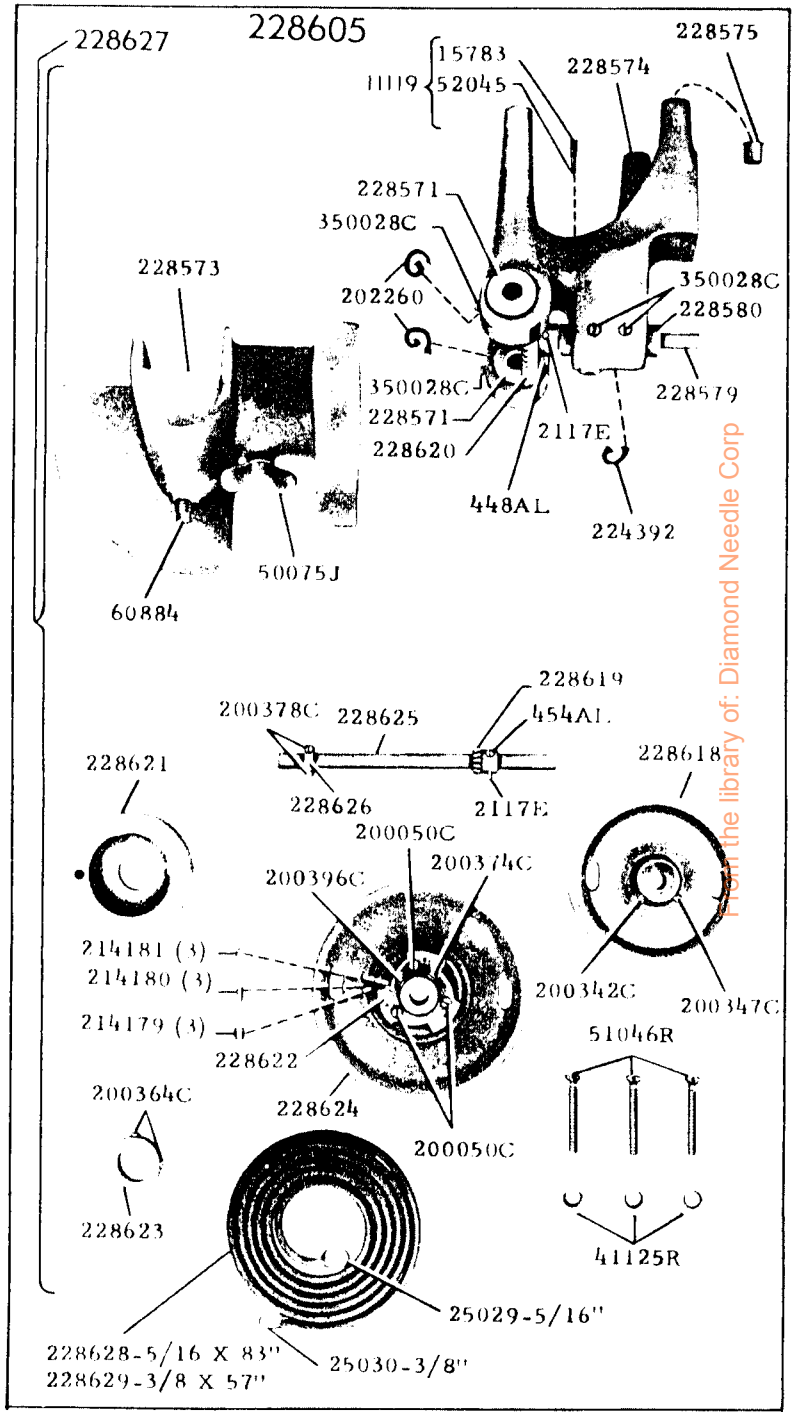 228605
228627
228575
15783
11119
52045
228574
228571
350028C
228573
202260
350028C
228580
350028C
228571
228620
228579
2117E
448AL
224392
50075J
60884
From the library of: Diamond Needle Corp
228619
200378C
228625
454AL
228621
228618
228626
2117E
200050C
200396C
200374C
214181 (3)
214180 (3)
214179 (3)
200342C
200347C
228622
51046R
200364C
228624
200050C
228623
41125R
25029-5/16"
228628-5/16 X 83"
25030-3/8"
228629-3/8 X 57"